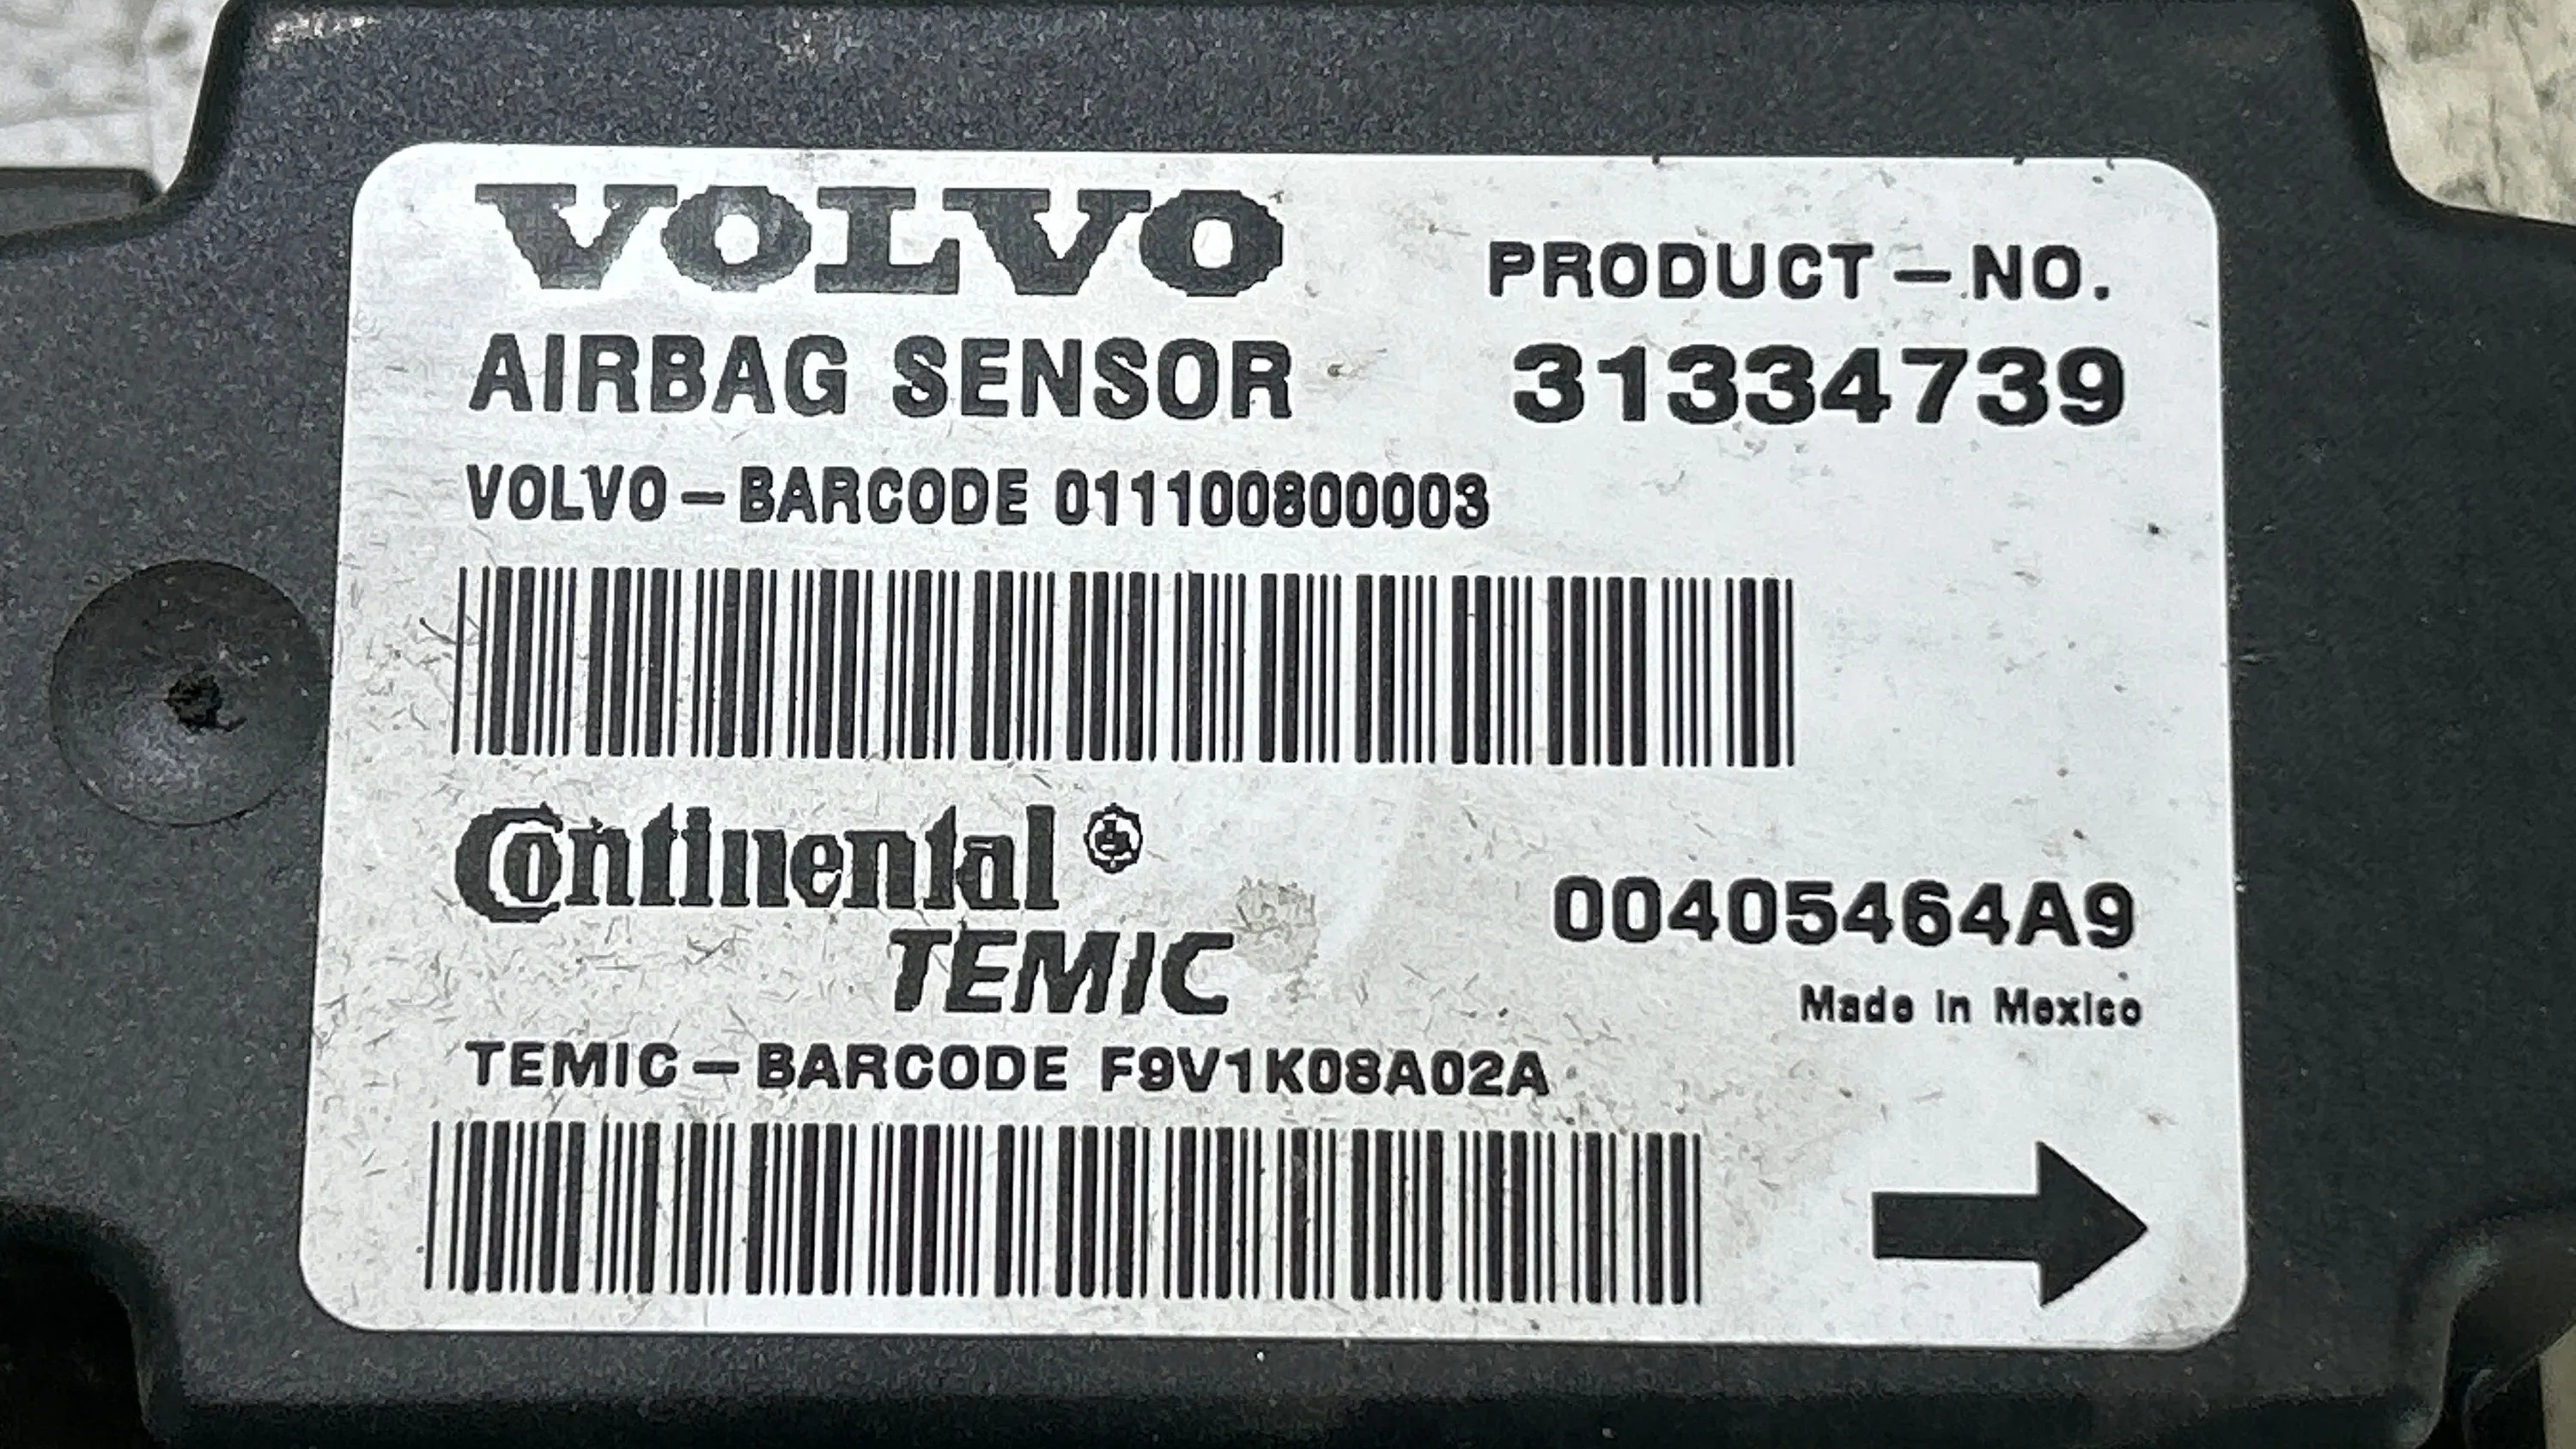 VOLVO
PRODUCT-NO.
AIRBAG SENSOR
31334739
VOLVO-BARCODE 011100800003
Continental®
TEMIC
00405464A9
Made in Mexico
TEMIC-BARCODE F9V1K08A02A